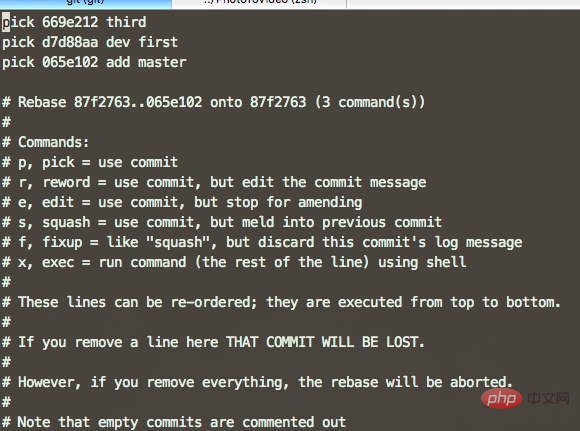 git (git)
../PhotoToVideo (zsh)
pick 669e212 third
pick d7d88aa dev first
pick 065e102 add master
# Rebase 87f2763..065e102 onto 87f2763 (3 command(s))
#
# Commands:
# p, pick = use commit
# r, reword = use commit, but edit the commit message
# e, edit = use commit, but stop for amending
# s, squash = use commit, but meld into previous commit
# f, fixup = like "squash", but discard this commit's log message
# x, exec = run command (the rest of the line) using shell
#
# These lines can be re-ordered; they are executed from top to bottom.
#
# If you remove a line here THAT COMMIT WILL BE LOST.
#
# However, if you remove everything, the rebase will be aborted.
#
# Note that empty commits are commented out
php 中文网